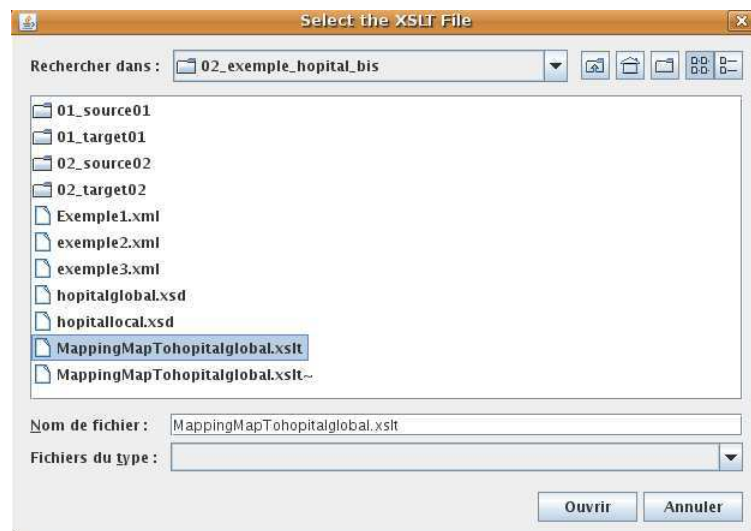 Select the XSLT File
Rechercher dans : 02_exemple_hopital_bis
01_source01
01_target01
02_source02
02_target02
Exemple1.xml
exemple2.xml
exemple3.xml
hopitalglobal.xsd
hopitallocal.xsd
MappingMapTohopitalglobal.xslt
MappingMapTohopitalglobal.xslt~
Nom de fichier : MappingMapTohopitalglobal.xslt
Fichiers du type :
Ouvrir Annuler